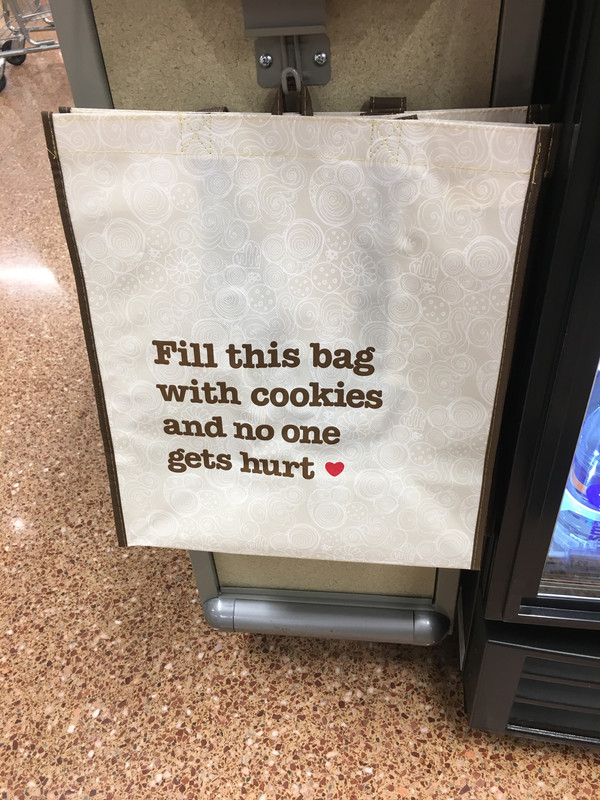 Fill this bag
with cookies
and no one
gets hurt ♥